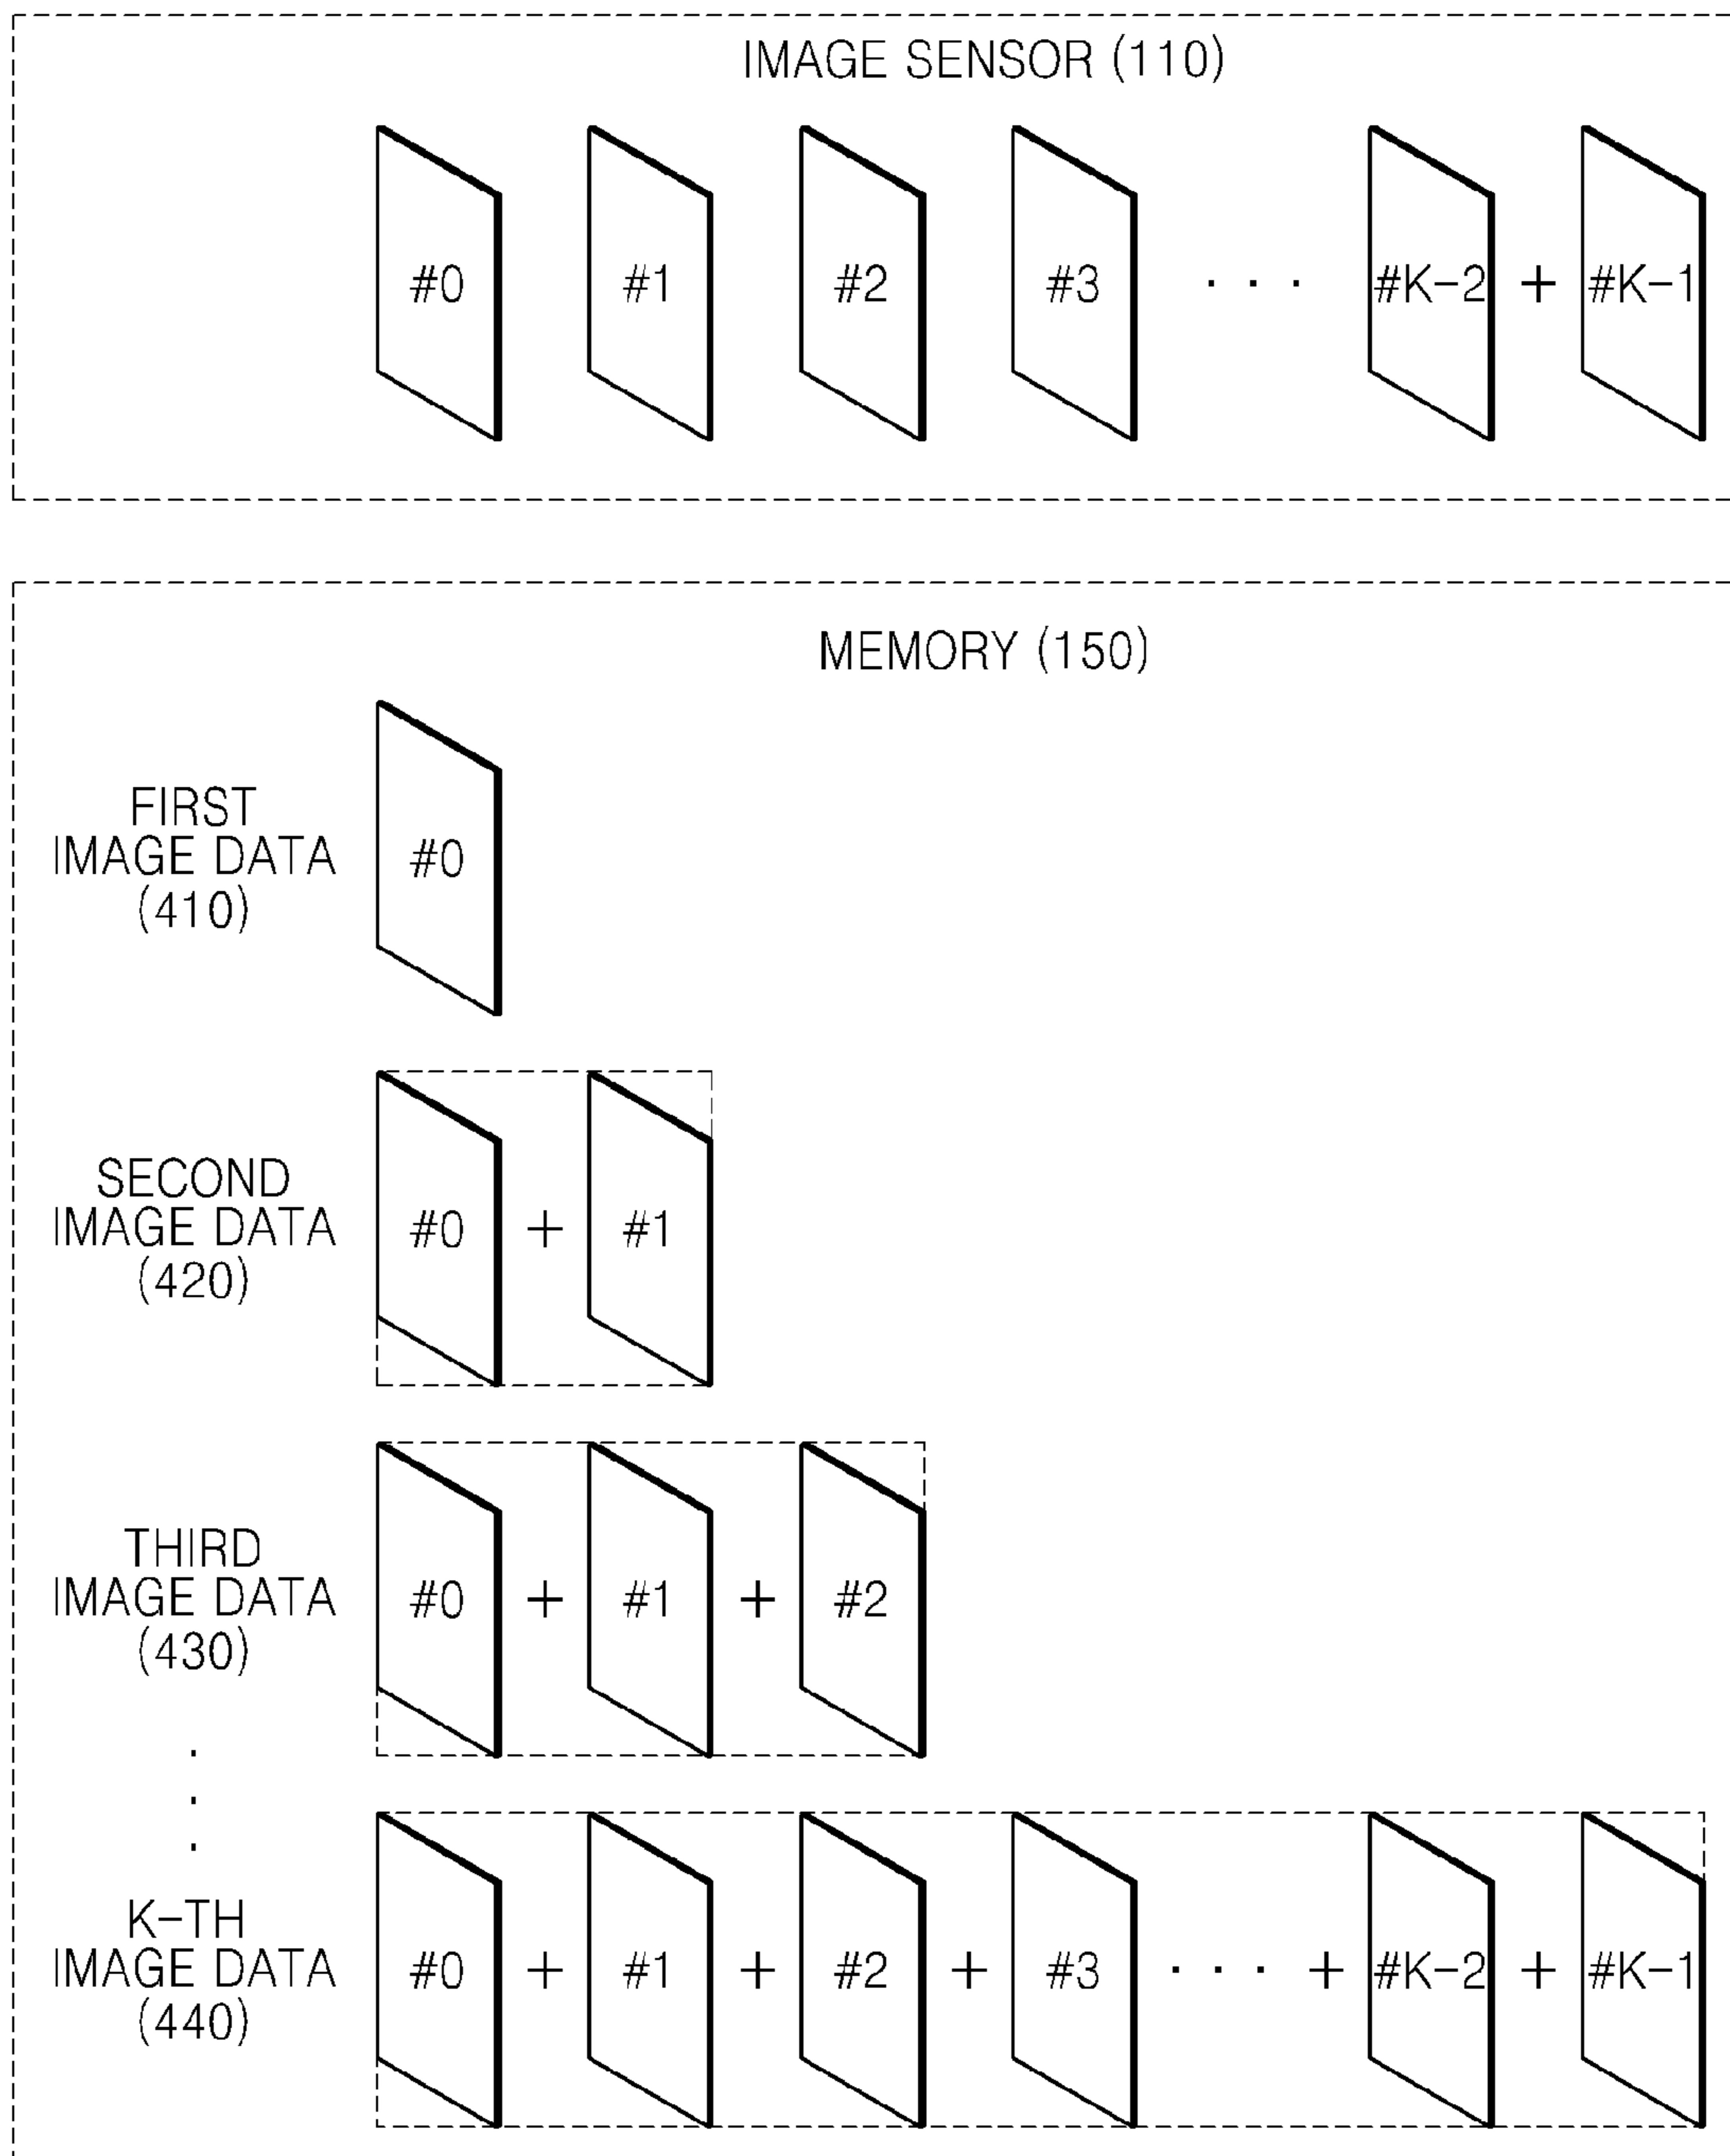 IMAGE SENSOR (110)
#0 #1 #2 #3 · · · #K-2 + #K-1
MEMORY (150)
FIRST
IMAGE DATA
(410)
#0
SECOND
IMAGE DATA
(420)
#0 + #1
THIRD
IMAGE DATA
(430)
#0 + #1 + #2
·
·
·
K-TH
IMAGE DATA
(440)
#0 + #1 + #2 + #3 · · · + #K-2 + #K-1